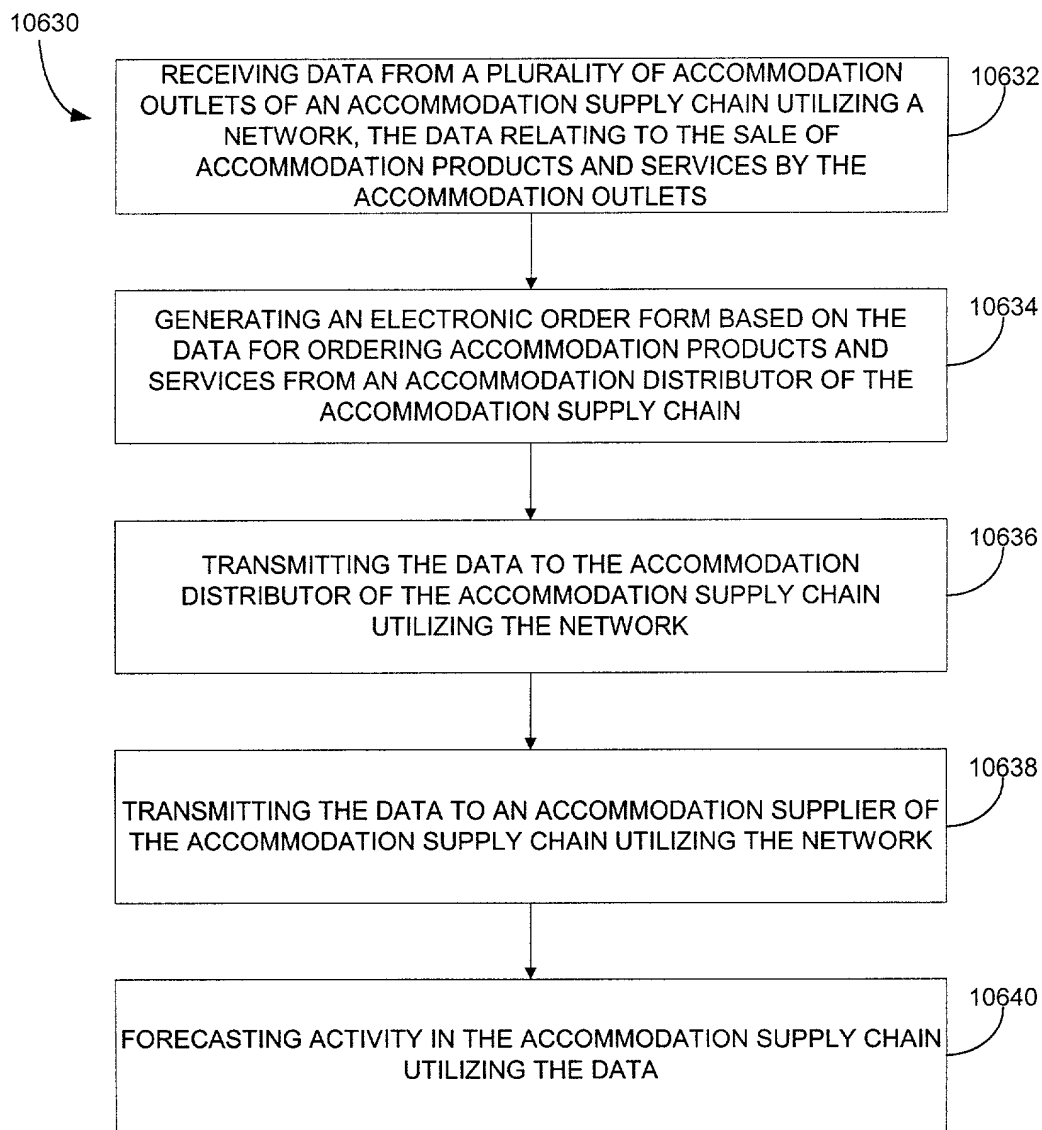 10630
RECEIVING DATA FROM A PLURALITY OF ACCOMMODATION
OUTLETS OF AN ACCOMMODATION SUPPLY CHAIN UTILIZING A
NETWORK, THE DATA RELATING TO THE SALE OF
ACCOMMODATION PRODUCTS AND SERVICES BY THE
ACCOMMODATION OUTLETS
10632
GENERATING AN ELECTRONIC ORDER FORM BASED ON THE
DATA FOR ORDERING ACCOMMODATION PRODUCTS AND
SERVICES FROM AN ACCOMMODATION DISTRIBUTOR OF THE
ACCOMMODATION SUPPLY CHAIN
10634
TRANSMITTING THE DATA TO THE ACCOMMODATION
DISTRIBUTOR OF THE ACCOMMODATION SUPPLY CHAIN
UTILIZING THE NETWORK
10636
TRANSMITTING THE DATA TO AN ACCOMMODATION SUPPLIER OF
THE ACCOMMODATION SUPPLY CHAIN UTILIZING THE NETWORK
10638
FORECASTING ACTIVITY IN THE ACCOMMODATION SUPPLY CHAIN
UTILIZING THE DATA
10640